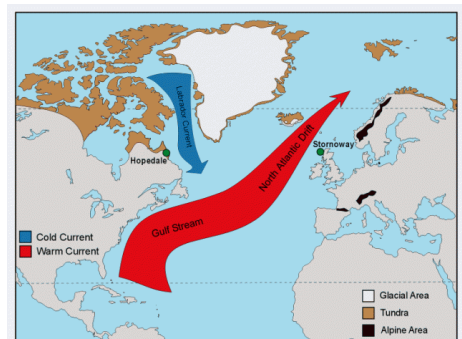 Labrador Current
Hopedale
Stornoway
North Atlantic Drift
Gulf Stream
Cold Current
Warm Current
Glacial Area
Tundra
Alpine Area